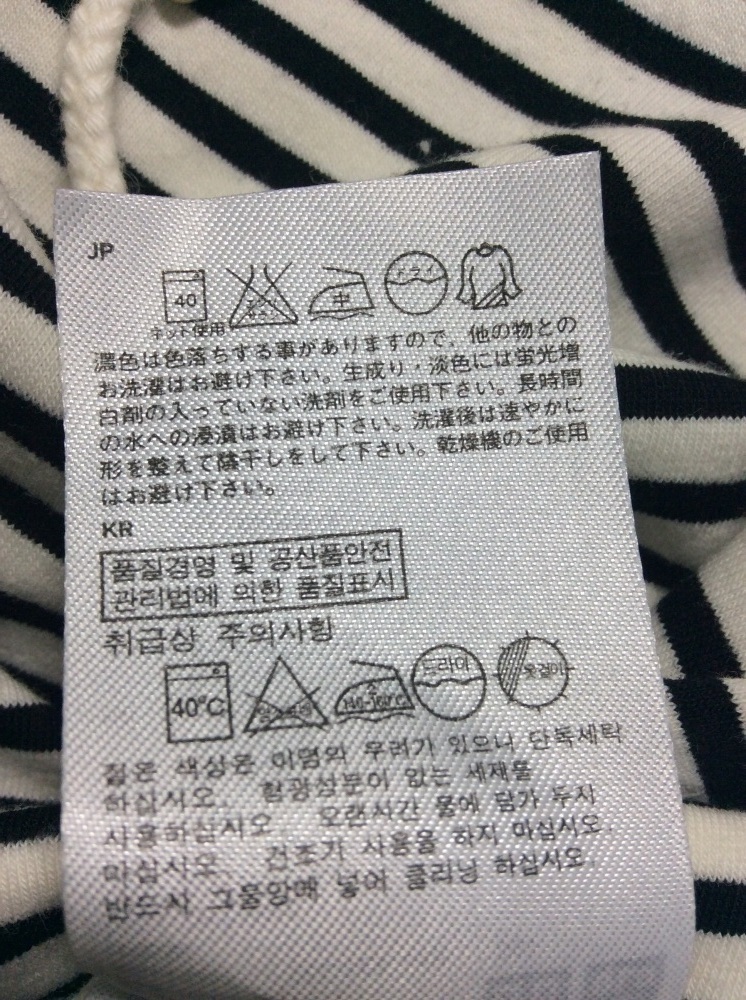 JP
40 中 ドライ
ネット使用
濃色は色落ちする事がありますので、他の物との
お洗濯はお避け下さい。生成り・淡色には蛍光増
白剤の入っていない洗剤をご使用下さい。長時間
の水への浸漬はお避け下さい。洗濯後は速やかに
形を整えて陰干しをして下さい。乾燥機のご使用
はお避け下さい。
KR
품질경영 및 공산품안전
관리법에 의한 품질표시
취급상 주의사항
40°C 드라이 옷걸이
짙은 색상은 이염의 우려가 있으니 단독세탁
하십시오. 형광성분이 없는 세제를
사용하십시오. 오랜시간 물에 담가 두지
마십시오. 건조기 사용을 하지 마십시오.
반드시 그물망에 넣어 클리닝 하십시오.